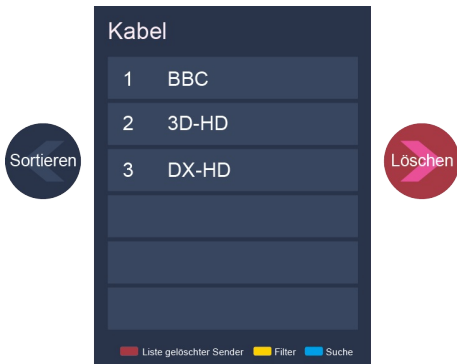 Kabel
1 BBC
2 3D-HD
3 DX-HD
Sortieren
Löschen
Liste gelöschter Sender Filter Suche